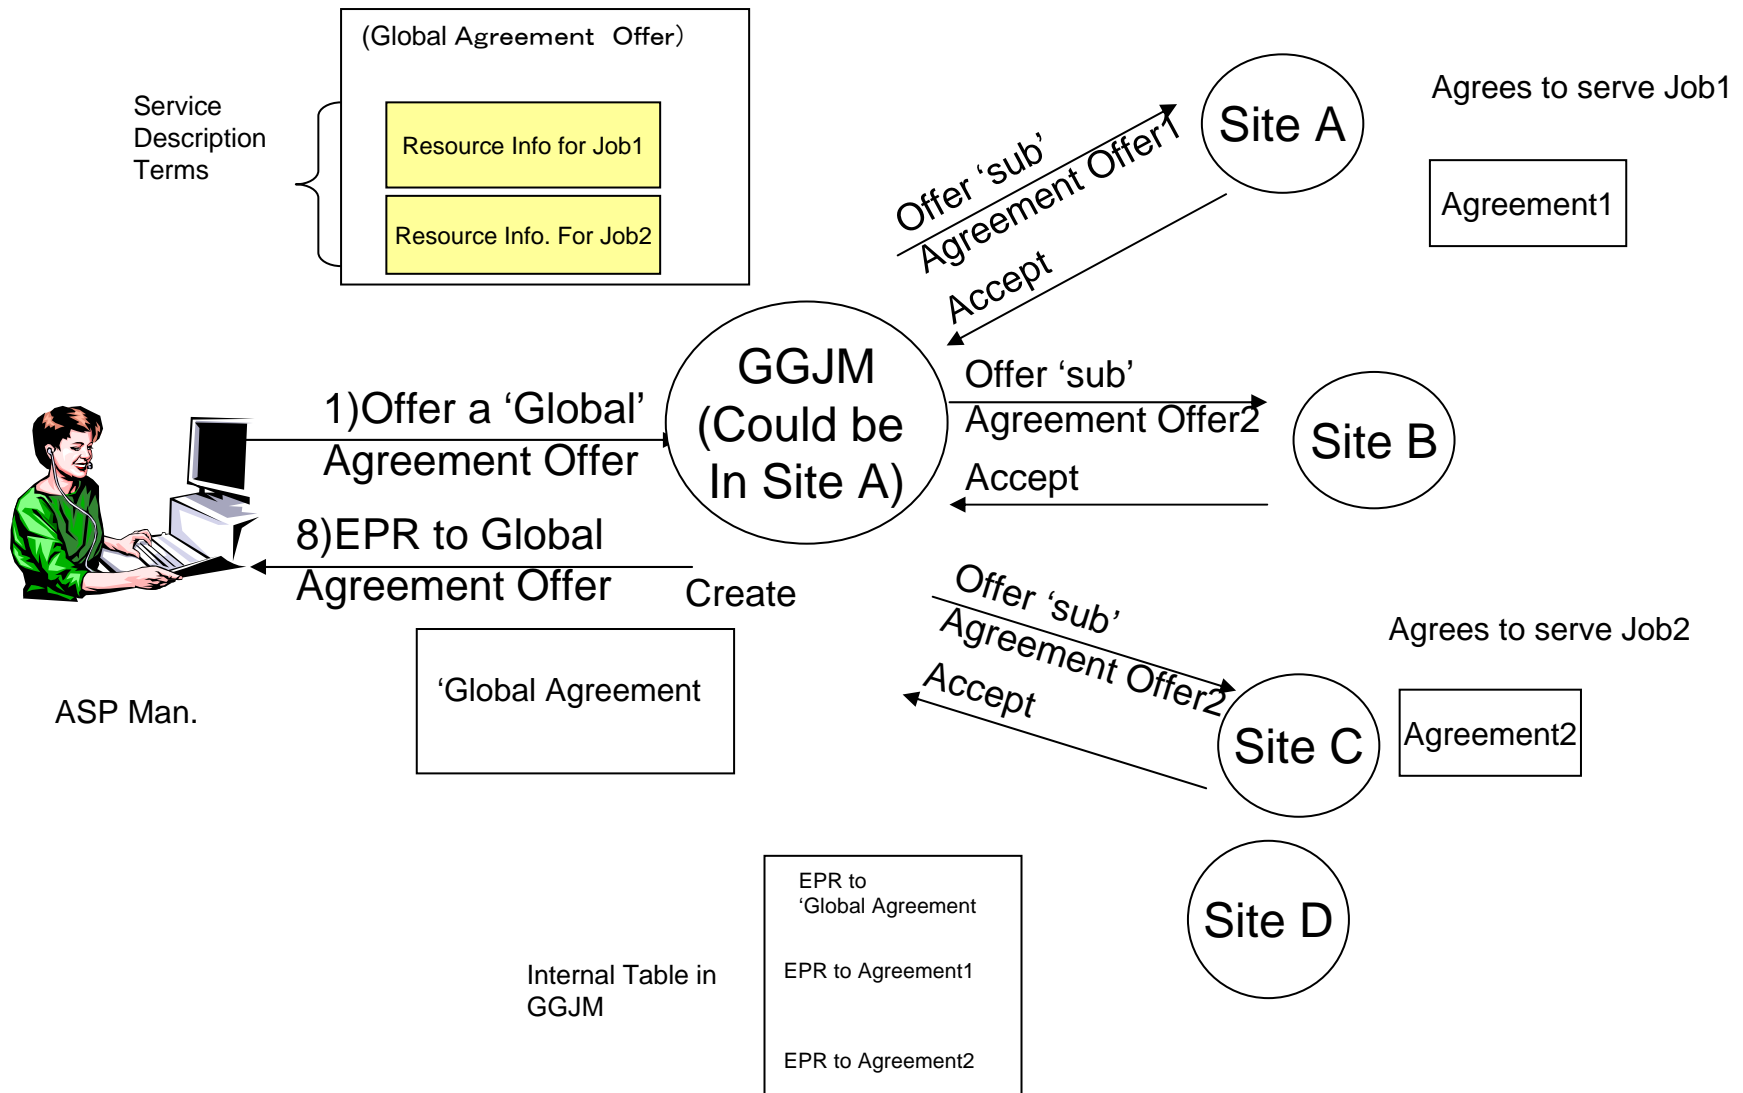 (Global Agreement Offer)
Service
Description
Terms
Resource Info for Job1
Resource Info. For Job2
Offer ‘sub’
Agreement Offer1
Accept
Site A
Agrees to serve Job1
Agreement1
1)Offer a ‘Global’
Agreement Offer
GGJM
(Could be
In Site A)
Offer ‘sub’
Agreement Offer2
Accept
Site B
8)EPR to Global
Agreement Offer
Create
‘Global Agreement
ASP Man.
Offer ‘sub’
Agreement Offer2
Accept
Site C
Agrees to serve Job2
Agreement2
Site D
Internal Table in
GGJM
EPR to
‘Global Agreement
EPR to Agreement1
EPR to Agreement2